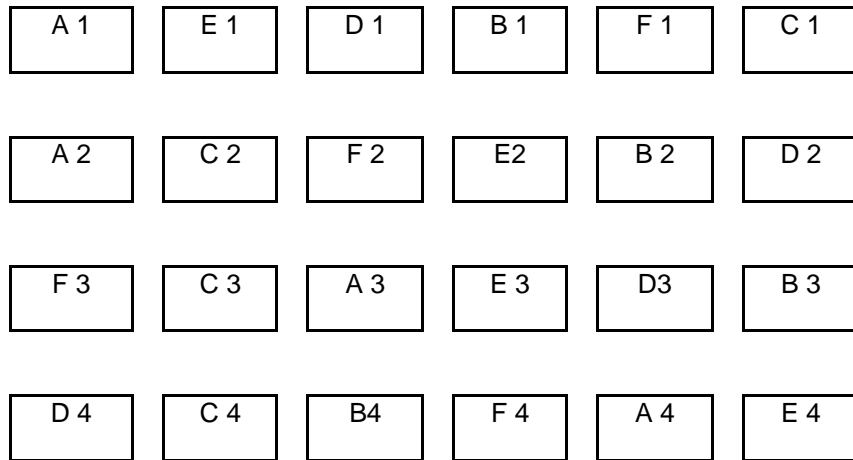 A 1 E 1 D 1 B 1 F 1 C 1
A 2 C 2 F 2 E2 B 2 D 2
F 3 C 3 A 3 E 3 D3 B 3
D 4 C 4 B4 F 4 A 4 E 4